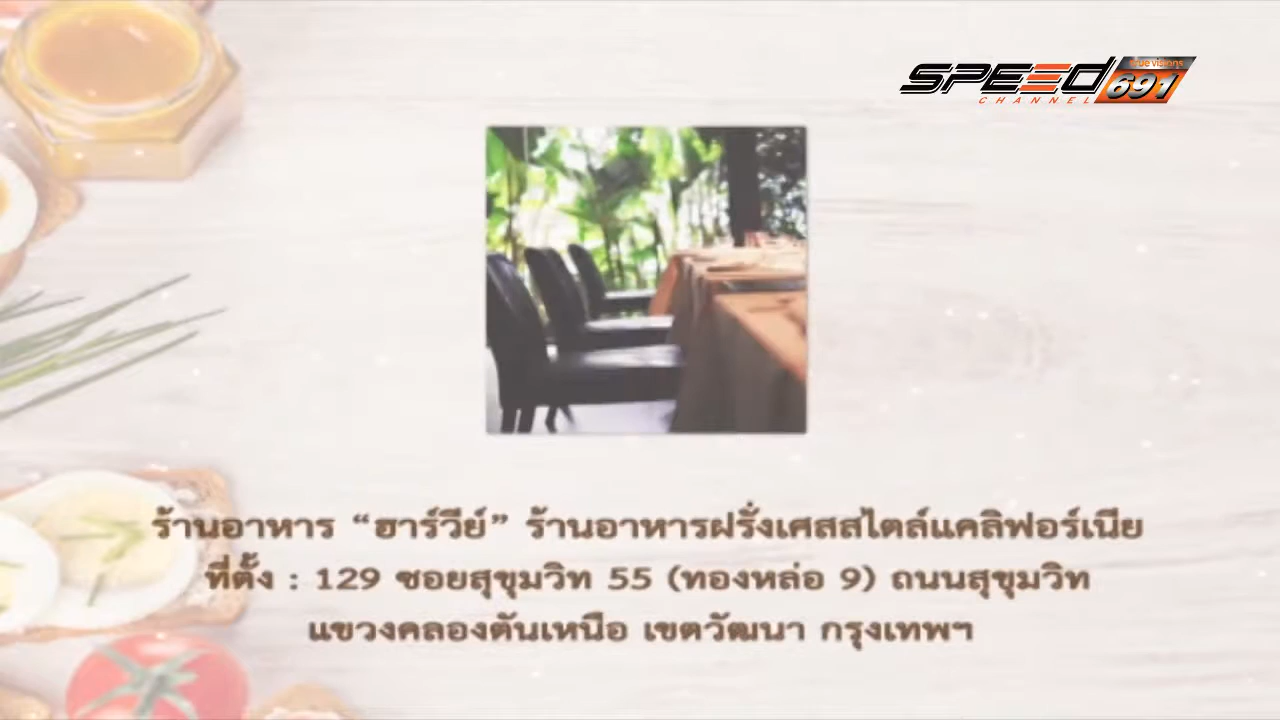 SPEED
CHANNEL
true visions
691
ร้านอาหาร “ฮาร์วีย์” ร้านอาหารฝรั่งเศสสไตล์แคลิฟอร์เนีย
ที่ตั้ง : 129 ซอยสุขุมวิท 55 (ทองหล่อ 9) ถนนสุขุมวิท
แขวงคลองตันเหนือ เขตวัฒนา กรุงเทพฯ